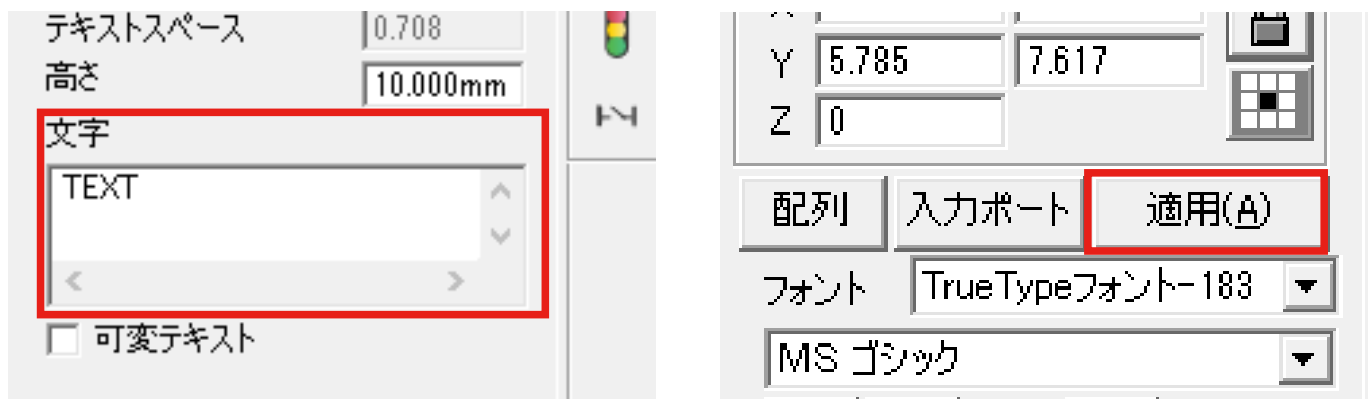 テキストスペース 0.708
高さ 10.000mm
文字
TEXT
可変テキスト
Y 5.785 7.617
Z 0
配列 入力ポート 適用(A)
フォント TrueTypeフォント-183
MS ゴシック